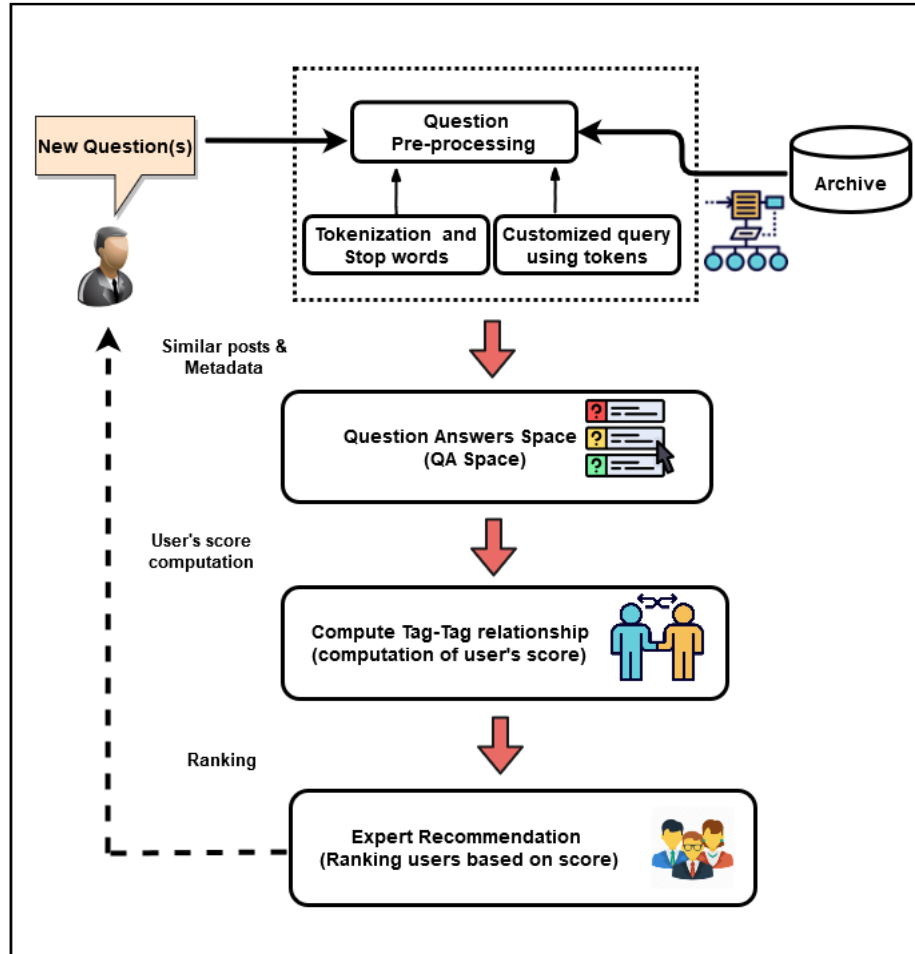 New Question(s)
Question
Pre-processing
Archive
Tokenization and
Stop words
Customized query
using tokens
Similar posts &
Metadata
? 
Question Answers Space
(QA Space)
?
?
User's score
computation
Compute Tag-Tag relationship
(computation of user's score)
Ranking
Expert Recommendation
(Ranking users based on score)